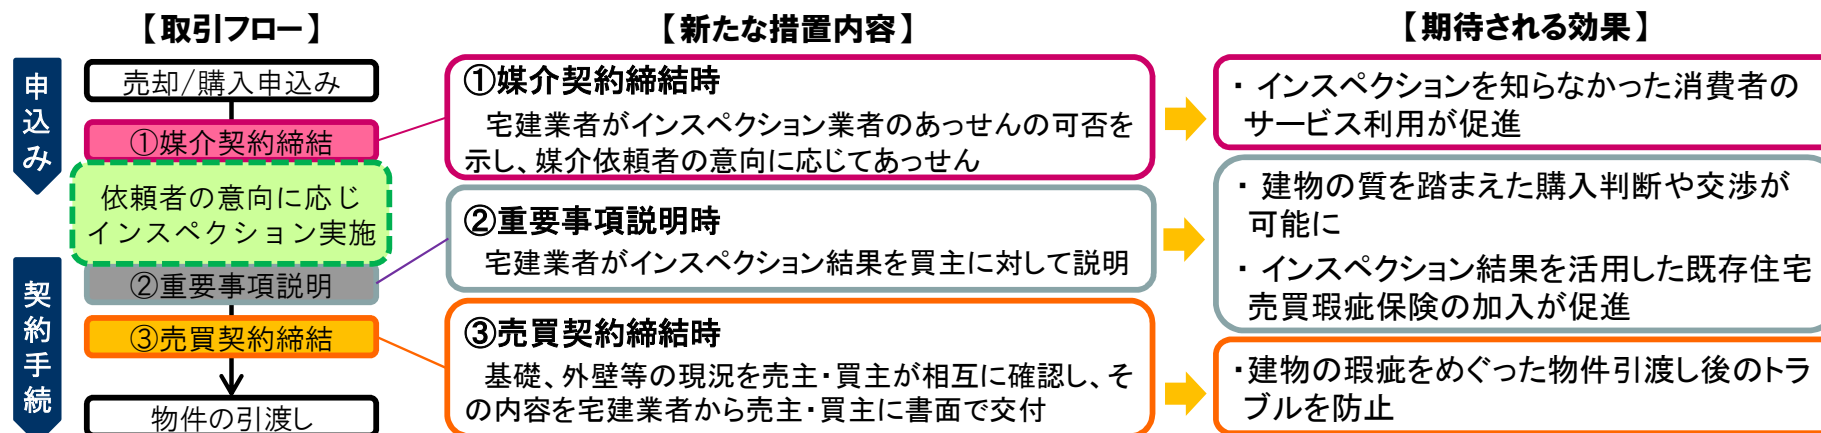 【取引フロー】
【新たな措置内容】
【期待される効果】
申込み
売却/購入申込み
①媒介契約締結
依頼者の意向に応じ
インスペクション実施
契約手続
②重要事項説明
③売買契約締結
物件の引渡し
①媒介契約締結時
宅建業者がインスペクション業者のあっせんの可否を
示し、媒介依頼者の意向に応じてあっせん
②重要事項説明時
宅建業者がインスペクション結果を買主に対して説明
③売買契約締結時
基礎、外壁等の現況を売主・買主が相互に確認し、そ
の内容を宅建業者から売主・買主に書面で交付
・インスペクションを知らなかった消費者の
サービス利用が促進
・建物の質を踏まえた購入判断や交渉が
可能に
・インスペクション結果を活用した既存住宅
売買瑕疵保険の加入が促進
・建物の瑕疵をめぐった物件引渡し後のトラ
ブルを防止